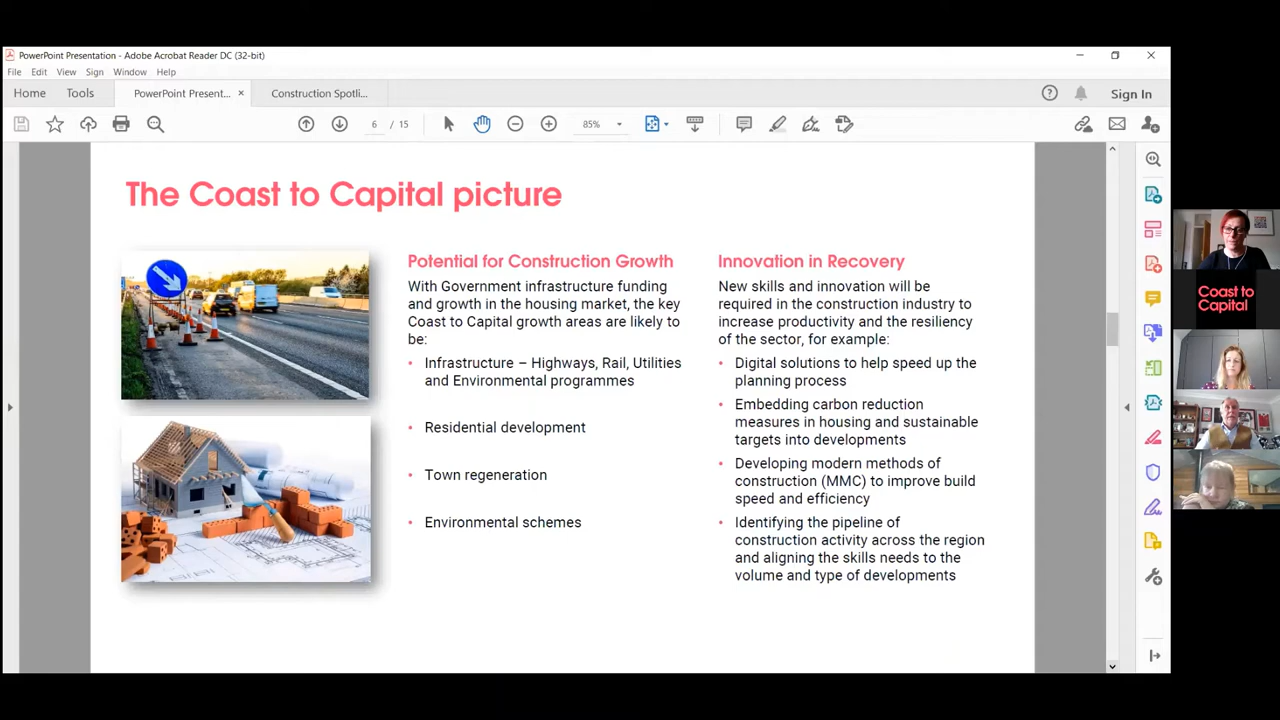 PowerPoint Presentation - Adobe Acrobat Reader DC (32-bit)
File Edit View Sign Window Help
Home Tools PowerPoint Present... × Construction Spotli... Sign In
6 / 15 85%
The Coast to Capital picture
Potential for Construction Growth
With Government infrastructure funding
and growth in the housing market, the key
Coast to Capital growth areas are likely to
be:
• Infrastructure – Highways, Rail, Utilities
and Environmental programmes
• Residential development
• Town regeneration
• Environmental schemes
Innovation in Recovery
New skills and innovation will be
required in the construction industry to
increase productivity and the resiliency
of the sector, for example:
• Digital solutions to help speed up the
planning process
• Embedding carbon reduction
measures in housing and sustainable
targets into developments
• Developing modern methods of
construction (MMC) to improve build
speed and efficiency
• Identifying the pipeline of
construction activity across the region
and aligning the skills needs to the
volume and type of developments
Coast to
Capital